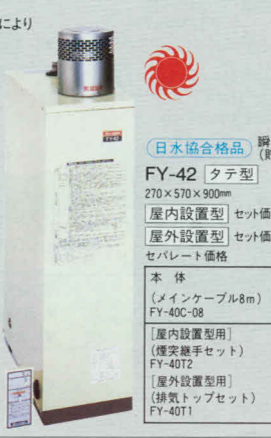 により
日水協合格品
瞬
FY-42 タテ型
270×570×900mm
屋内設置型 セット価
屋外設置型 セット価
セパレート価格
本体
(メインケーブル8m)
FY-40C-08
[屋内設置型用]
(煙突継手セット)
FY-40T2
[屋外設置型用]
(排気トップセット)
FY-40T1
FY-42